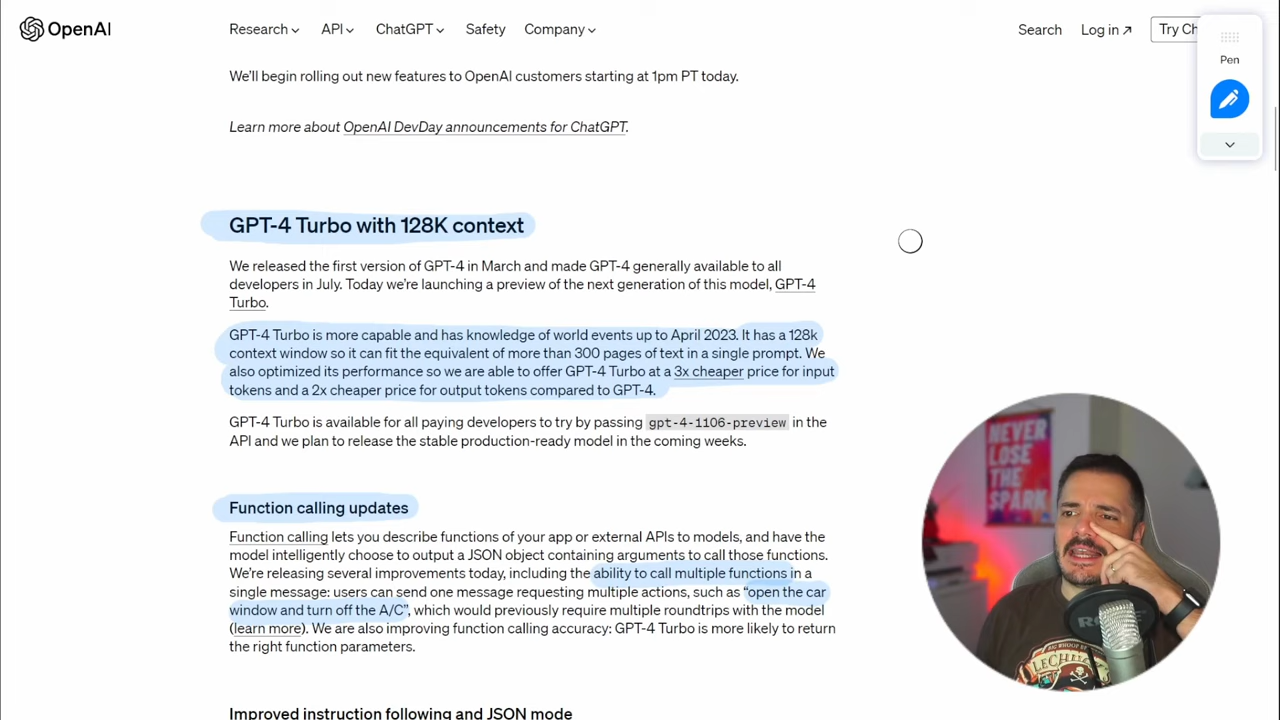 OpenAI
Research API ChatGPT Safety Company Search Log in ↗ Try Ch
Pen
We'll begin rolling out new features to OpenAI customers starting at 1pm PT today.
Learn more about OpenAI DevDay announcements for ChatGPT.
GPT-4 Turbo with 128K context
We released the first version of GPT-4 in March and made GPT-4 generally available to all
developers in July. Today we're launching a preview of the next generation of this model, GPT-4
Turbo.
GPT-4 Turbo is more capable and has knowledge of world events up to April 2023. It has a 128k
context window so it can fit the equivalent of more than 300 pages of text in a single prompt. We
also optimized its performance so we are able to offer GPT-4 Turbo at a 3x cheaper price for input
tokens and a 2x cheaper price for output tokens compared to GPT-4.
GPT-4 Turbo is available for all paying developers to try by passing gpt-4-1106-preview in the
API and we plan to release the stable production-ready model in the coming weeks.
Function calling updates
Function calling lets you describe functions of your app or external APIs to models, and have the
model intelligently choose to output a JSON object containing arguments to call those functions.
We're releasing several improvements today, including the ability to call multiple functions in a
single message: users can send one message requesting multiple actions, such as “open the car
window and turn off the A/C”, which would previously require multiple roundtrips with the model
(learn more). We are also improving function calling accuracy: GPT-4 Turbo is more likely to return
the right function parameters.
Improved instruction following and JSON mode
NEVER
LOSE
THE
SPARK